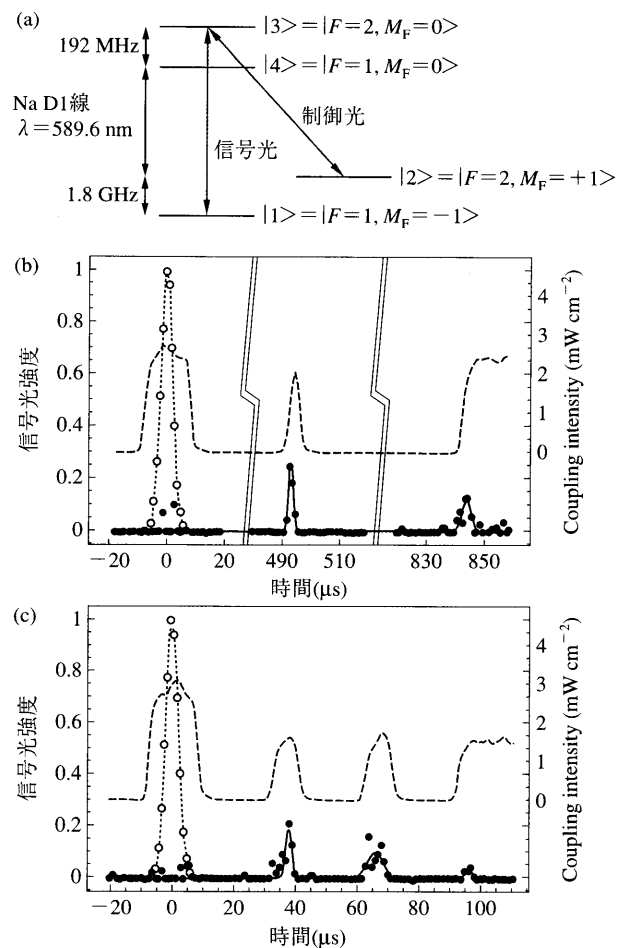 (a)
|3>=|F=2, M_F=0>
192 MHz
|4>=|F=1, M_F=0>
Na D1線
λ=589.6 nm
制御光
信号光
|2>=|F=2, M_F=+1>
1.8 GHz
|1>=|F=1, M_F=−1>
(b)
信号光強度
1
0.8
0.6
0.4
0.2
0
4
3
2
1
0
Coupling intensity (mW cm⁻²)
−20 0 20 490 510 830 850
時間(μs)
(c)
信号光強度
1
0.8
0.6
0.4
0.2
0
4
3
2
1
0
Coupling intensity (mW cm⁻²)
−20 0 20 40 60 80 100
時間(μs)